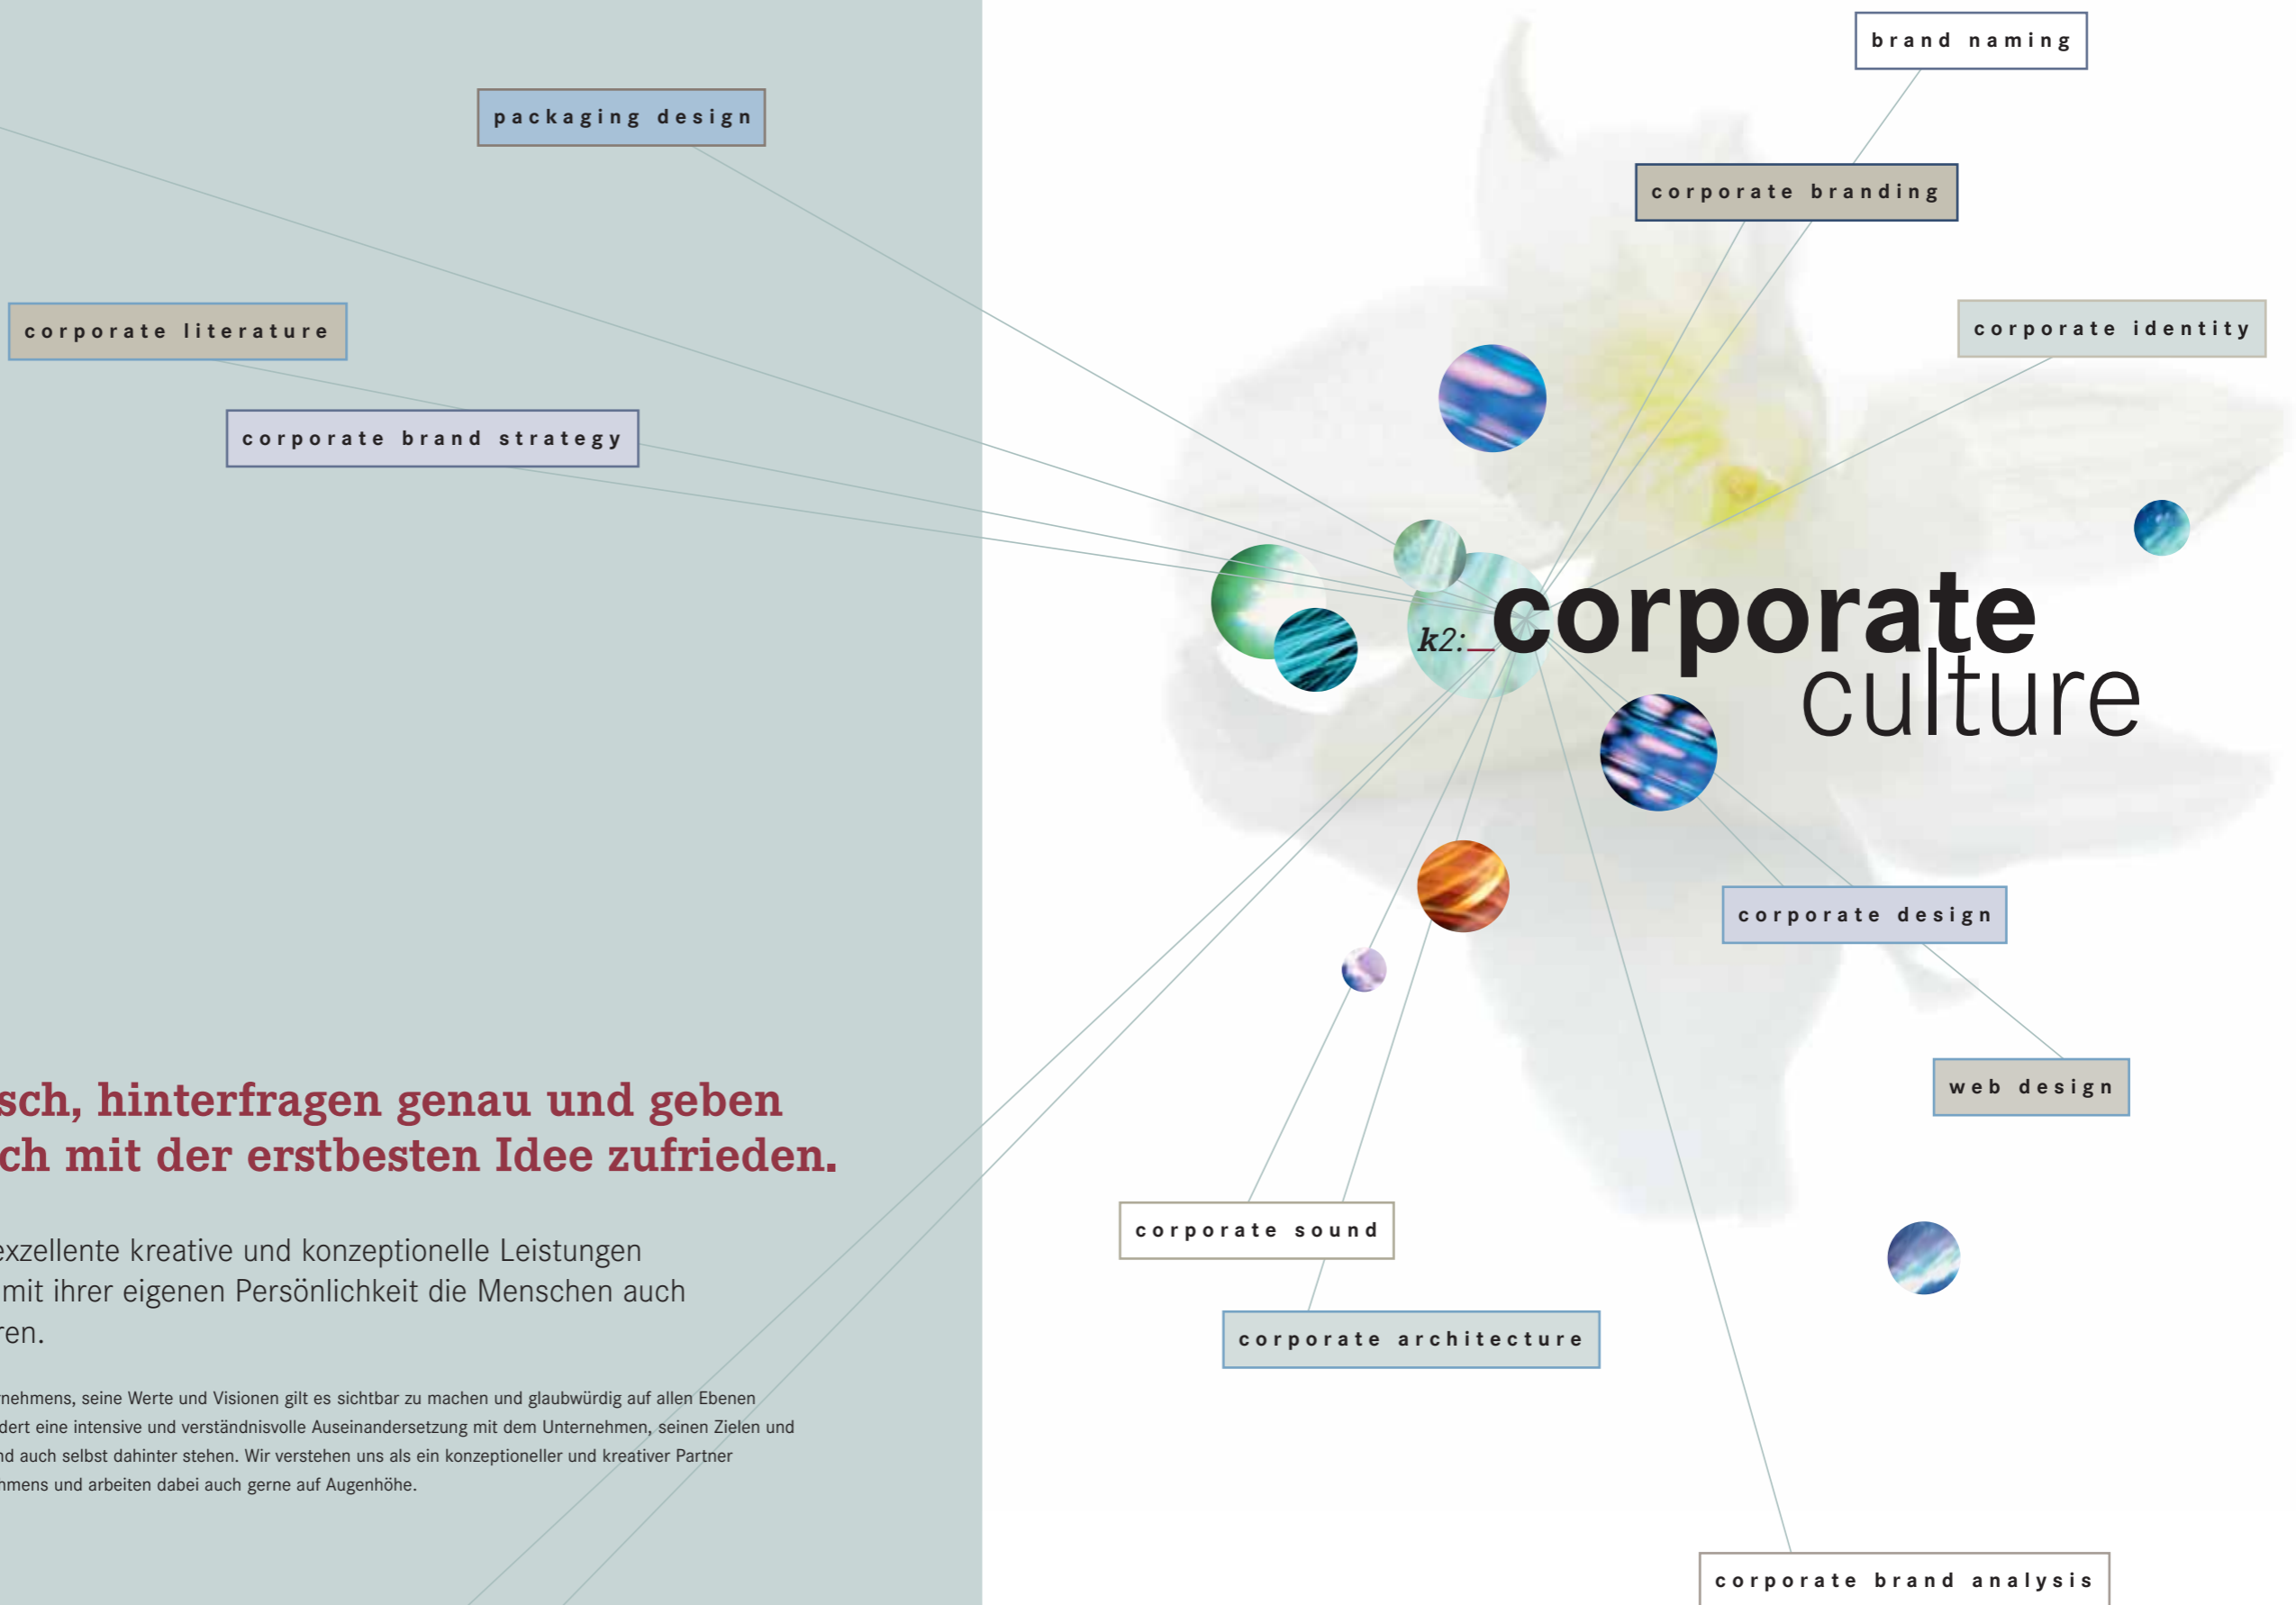 packaging design
corporate literature
corporate brand strategy
sch, hinterfragen genau und geben
ch mit der erstbesten Idee zufrieden.
exzellente kreative und konzeptionelle Leistungen
mit ihrer eigenen Persönlichkeit die Menschen auch
ren.
nehmens, seine Werte und Visionen gilt es sichtbar zu machen und glaubwürdig auf allen Ebenen
dert eine intensive und verständnisvolle Auseinandersetzung mit dem Unternehmen, seinen Zielen und
nd auch selbst dahinter stehen. Wir verstehen uns als ein konzeptioneller und kreativer Partner
hmens und arbeiten dabei auch gerne auf Augenhöhe.
brand naming
corporate branding
corporate identity
k2:_corporate
culture
corporate design
web design
corporate sound
corporate architecture
corporate brand analysis